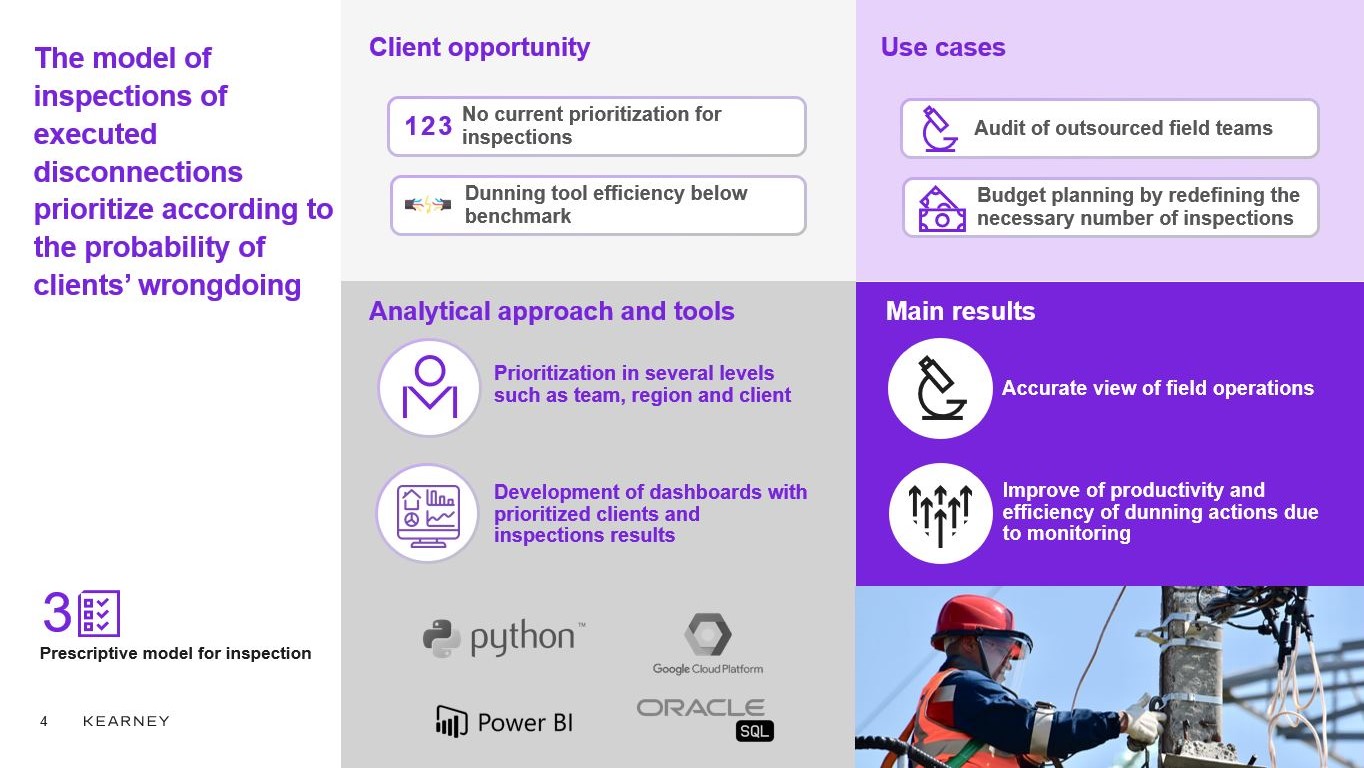 The model of
inspections of
executed
disconnections
prioritize according to
the probability of
clients’ wrongdoing
3
Prescriptive model for inspection
4 KEARNEY
Client opportunity
1 2 3
No current prioritization for
inspections
Dunning tool efficiency below
benchmark
Use cases
Audit of outsourced field teams
Budget planning by redefining the
necessary number of inspections
Analytical approach and tools
Prioritization in several levels
such as team, region and client
Development of dashboards with
prioritized clients and
inspections results
python™
Google Cloud Platform
Power BI
ORACLE
SQL
Main results
Accurate view of field operations
Improve of productivity and
efficiency of dunning actions due
to monitoring